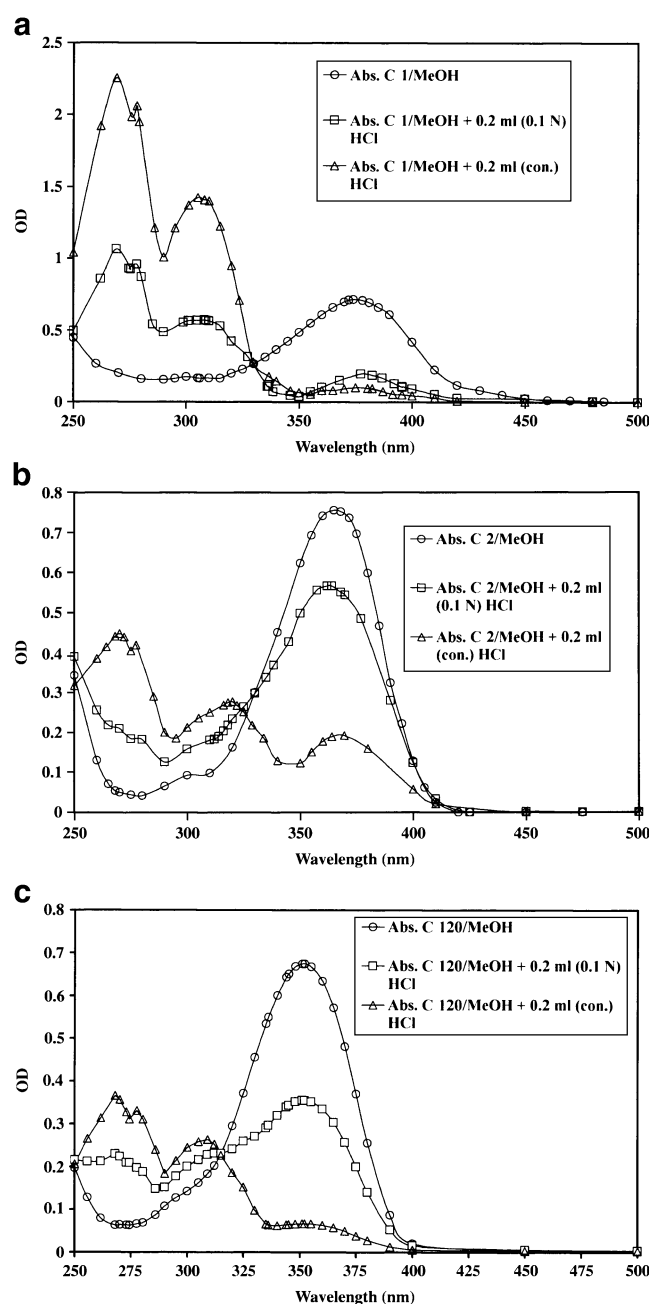 a
2.5
2
1.5
1
0.5
0
OD
Abs. C 1/MeOH
Abs. C 1/MeOH + 0.2 ml (0.1 N)
HCl
Abs. C 1/MeOH + 0.2 ml (con.)
HCl
250 300 350 400 450 500
Wavelength (nm)
b
0.8
0.7
0.6
0.5
0.4
0.3
0.2
0.1
0
OD
Abs. C 2/MeOH
Abs. C 2/MeOH + 0.2 ml
(0.1 N) HCl
Abs. C 2/MeOH + 0.2 ml
(con.) HCl
250 300 350 400 450 500
Wavelength (nm)
c
0.8
0.7
0.6
0.5
0.4
0.3
0.2
0.1
0
OD
Abs. C 120/MeOH
Abs. C 120/MeOH + 0.2 ml (0.1 N)
HCl
Abs. C 120/MeOH + 0.2 ml (con.)
HCl
250 275 300 325 350 375 400 425 450 475 500
Wavelength (nm)